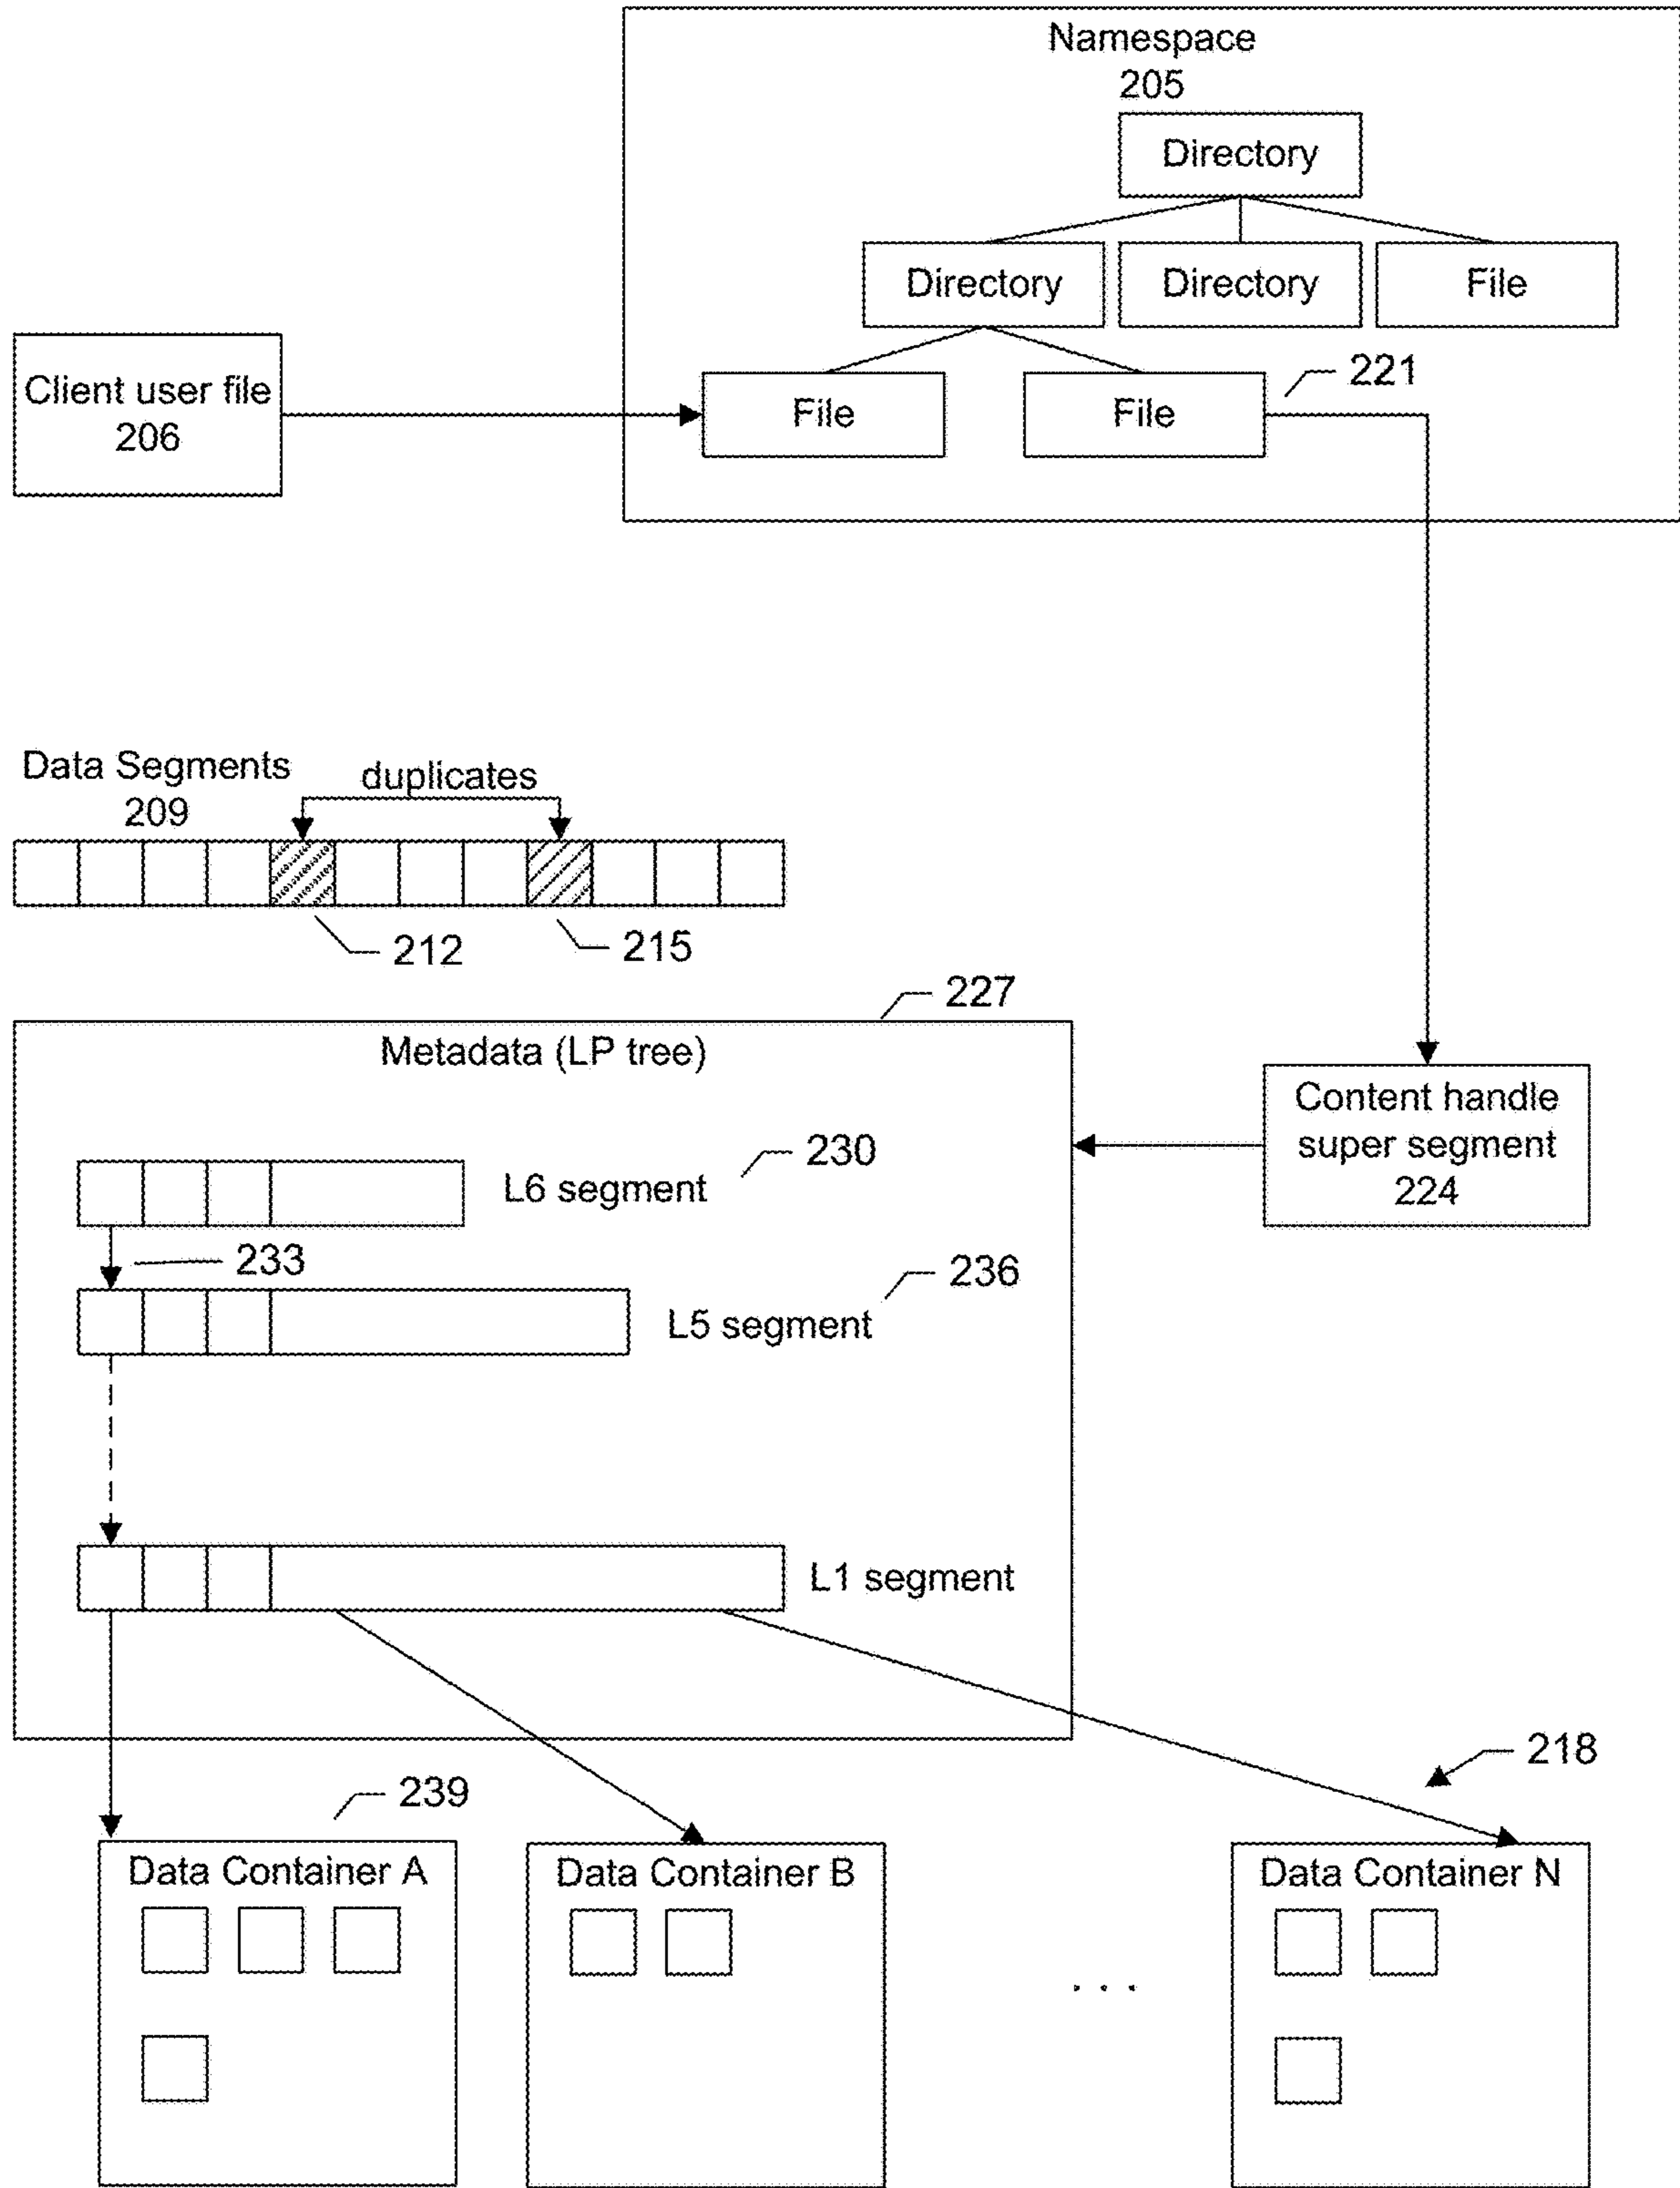 Namespace
205
Directory
Directory
Directory
File
Client user file
206
File
File
221
Data Segments
209
duplicates
212
215
227
Metadata (LP tree)
Content handle
super segment
224
L6 segment
230
233
L5 segment
236
L1 segment
218
239
Data Container A
Data Container B
. . .
Data Container N